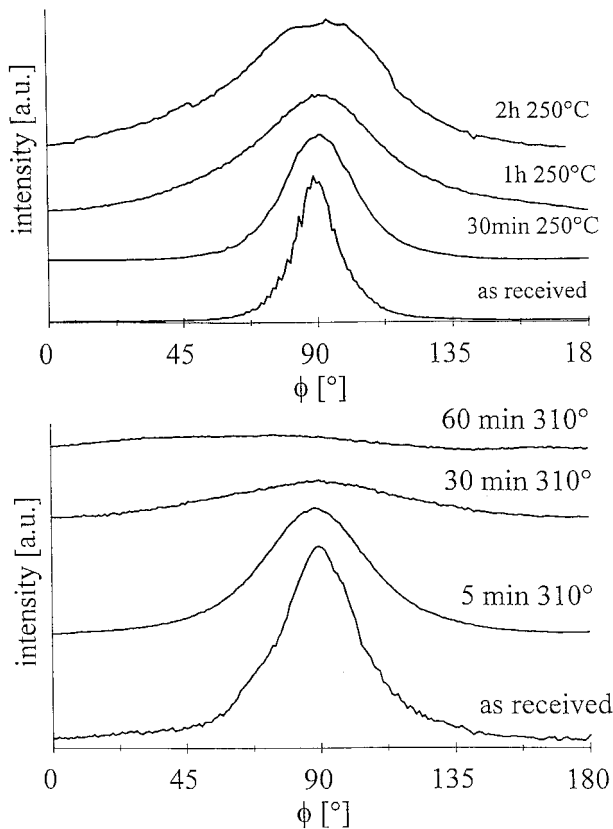 intensity [a.u.]
2h 250°C
1h 250°C
30min 250°C
as received
0 45 90 135 18
ϕ [°]
intensity [a.u.]
60 min 310°
30 min 310°
5 min 310°
as received
0 45 90 135 180
ϕ [°]